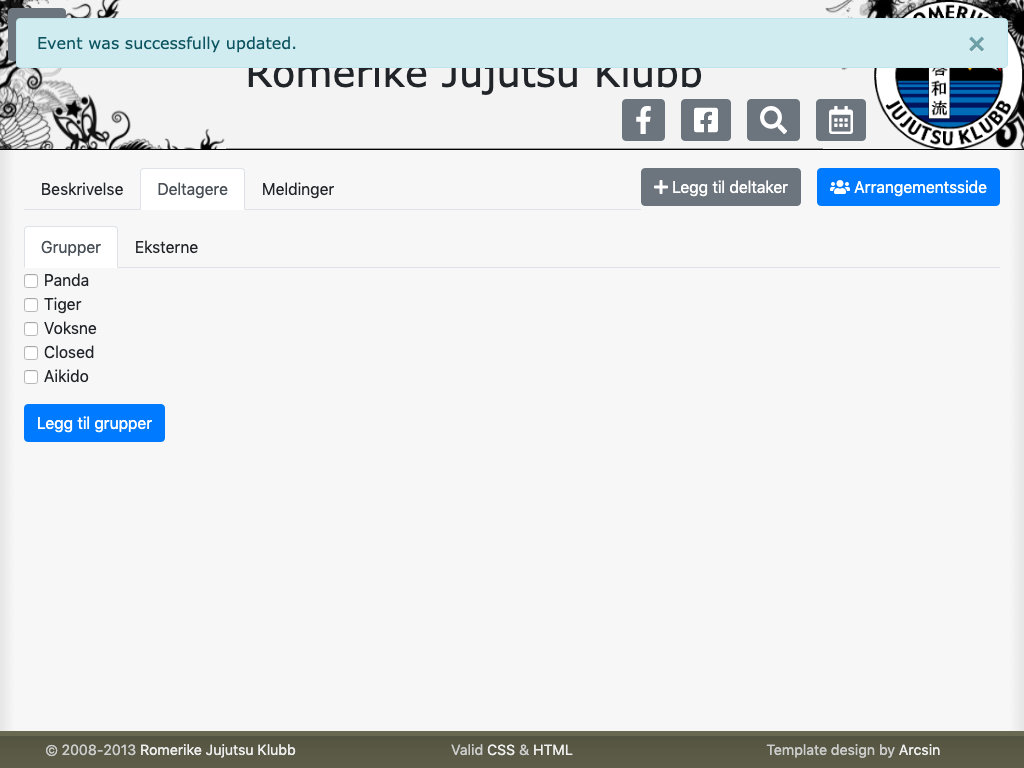 Event was successfully updated.
×
Romerike Jujutsu Klubb
ROMERIK
和流
JUJUTSU KLUBB
Beskrivelse
Deltagere
Meldinger
Legg til deltaker
Arrangementsside
Grupper
Eksterne
Panda
Tiger
Voksne
Closed
Aikido
Legg til grupper
© 2008-2013 Romerike Jujutsu Klubb
Valid CSS & HTML
Template design by Arcsin